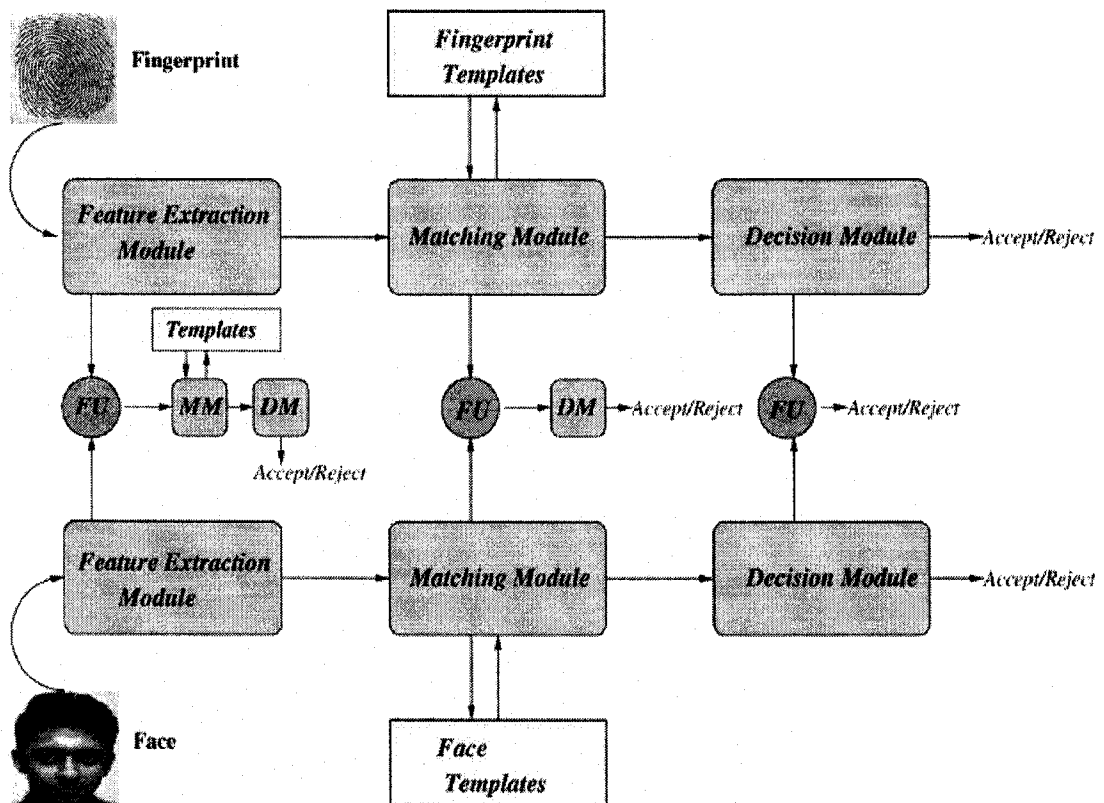 Fingerprint
Fingerprint
Templates
Feature Extraction
Module
Matching Module
Decision Module
Accept/Reject
Templates
FU
MM
DM
Accept/Reject
FU
DM
Accept/Reject
FU
Accept/Reject
Feature Extraction
Module
Matching Module
Decision Module
Accept/Reject
Face
Face
Templates